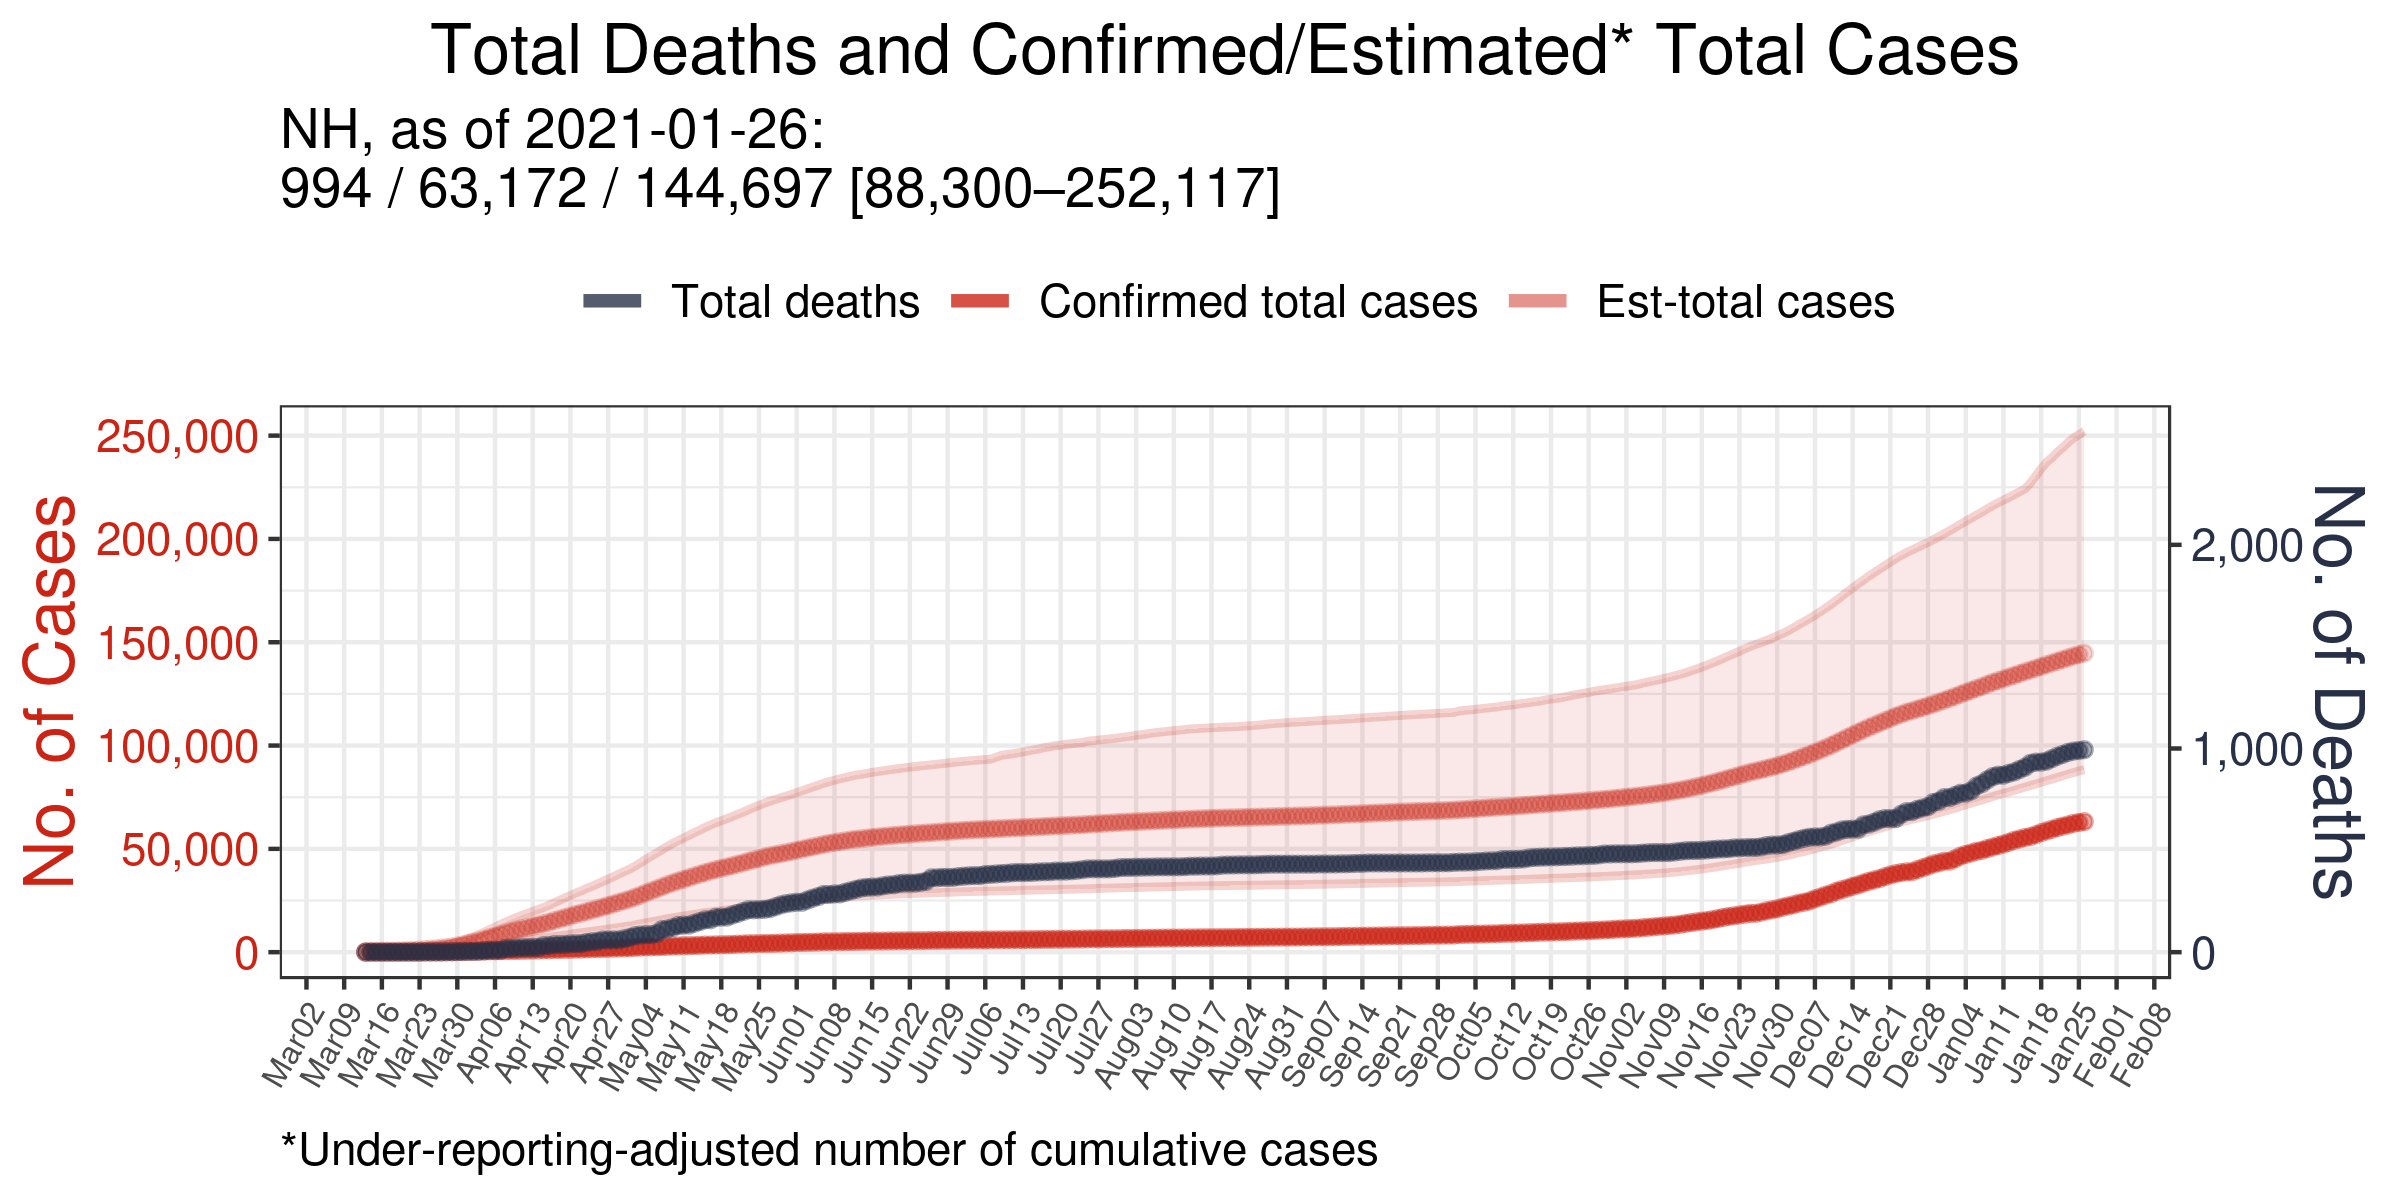 Total Deaths and Confirmed/Estimated* Total Cases
NH, as of 2021-01-26:
994 / 63,172 / 144,697 [88,300–252,117]
Total deaths
Confirmed total cases
Est-total cases
No. of Cases
250,000
200,000
150,000
100,000
50,000
0
2,000
1,000
0
No. of Deaths
Mar02
Mar09
Mar16
Mar23
Mar30
Apr06
Apr13
Apr20
Apr27
May04
May11
May18
May25
Jun01
Jun08
Jun15
Jun22
Jun29
Jul06
Jul13
Jul20
Jul27
Aug03
Aug10
Aug17
Aug24
Aug31
Sep07
Sep14
Sep21
Sep28
Oct05
Oct12
Oct19
Oct26
Nov02
Nov09
Nov16
Nov23
Nov30
Dec07
Dec14
Dec21
Dec28
Jan04
Jan11
Jan18
Jan25
Feb01
Feb08
*Under-reporting-adjusted number of cumulative cases